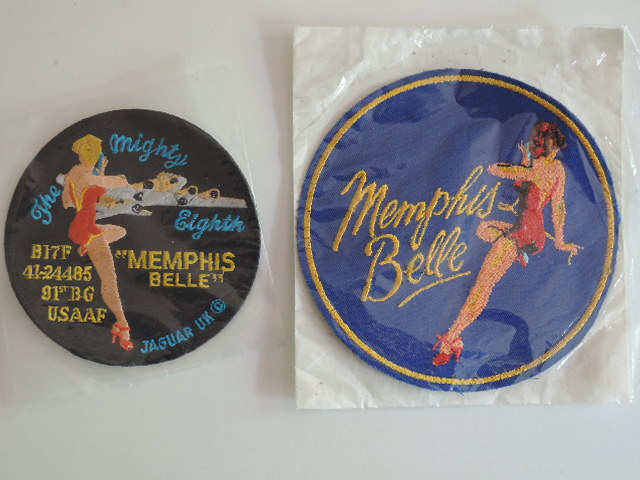 The Mighty
Eighth
B17F
41-24485
91ST BG
USAAF
"MEMPHIS
BELLE"
JAGUAR UK ©
Memphis
Belle